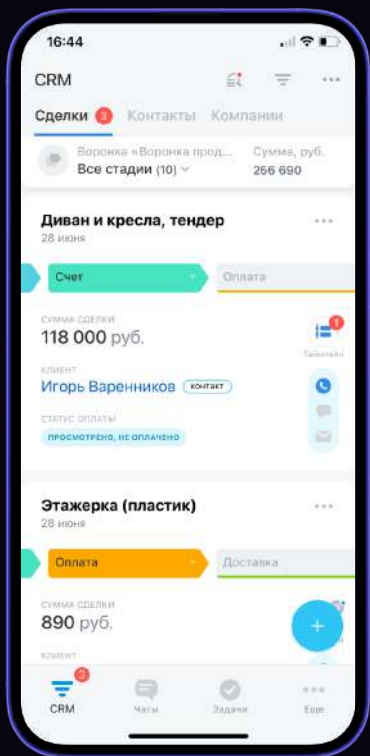 16:44
CRM
Сделки 3 Контакты Компании
Воронка «Воронка прод... Сумма, руб.
Все стадии (10) 256 690
Диван и кресла, тендер
28 июня
Счет Оплата
СУММА СДЕЛКИ
118 000 руб.
1
Таймлайн
КЛИЕНТ
Игорь Варенников КОНТАКТ
СТАТУС ОПЛАТЫ
ПРОСМОТРЕНО, НЕ ОПЛАЧЕНО
Этажерка (пластик)
28 июня
Оплата Доставка
СУММА СДЕЛКИ
890 руб.
КЛИЕНТ
3
CRM Чаты Задачи Еще